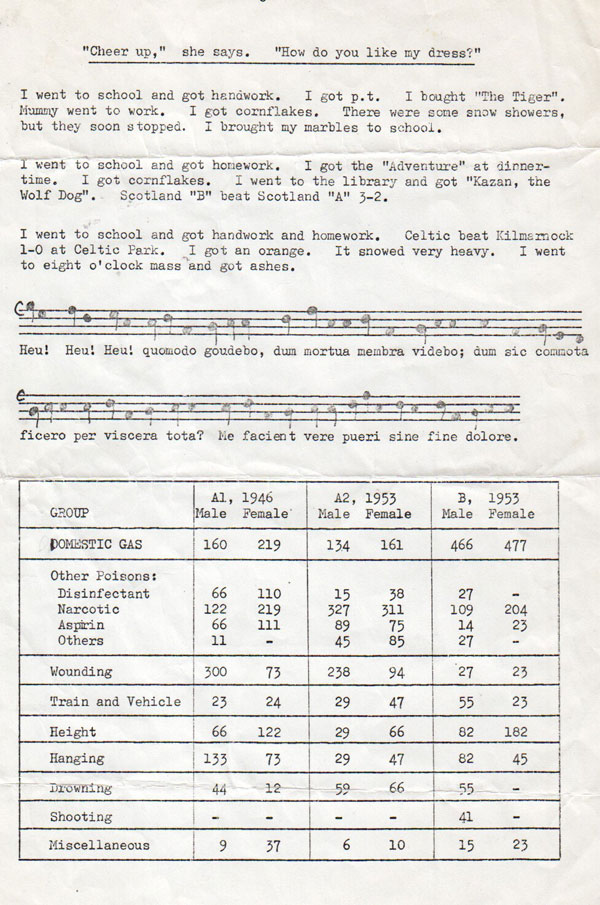 "Cheer up," she says. "How do you like my dress?"
I went to school and got handwork. I got p.t. I bought "The Tiger".
Mummy went to work. I got cornflakes. There were some snow showers,
but they soon stopped. I brought my marbles to school.
I went to school and got homework. I got the "Adventure" at dinner-
time. I got cornflakes. I went to the library and got "Kazan, the
Wolf Dog". Scotland "B" beat Scotland "A" 3-2.
I went to school and got handwork and homework. Celtic beat Kilmarnock
1-0 at Celtic Park. I got an orange. It snowed very heavy. I went
to eight o'clock mass and got ashes.
Heu! Heu! Heu! quomodo goudebo, dum mortua membra videbo; dum sic commota
ficero per viscera tota? Me facient vere pueri sine fine dolore.
A1, 1946 A2, 1953 B, 1953
GROUP Male Female Male Female Male Female
DOMESTIC GAS 160 219 134 161 466 477
Other Poisons:
Disinfectant 66 110 15 38 27 -
Narcotic 122 219 327 311 109 204
Aspirin 66 111 89 75 14 23
Others 11 - 45 85 27 -
Wounding 300 73 238 94 27 23
Train and Vehicle 23 24 29 47 55 23
Height 66 122 29 66 82 182
Hanging 133 73 29 47 82 45
Drowning 44 12 59 66 55 -
Shooting - - - - 41 -
Miscellaneous 9 37 6 10 15 23